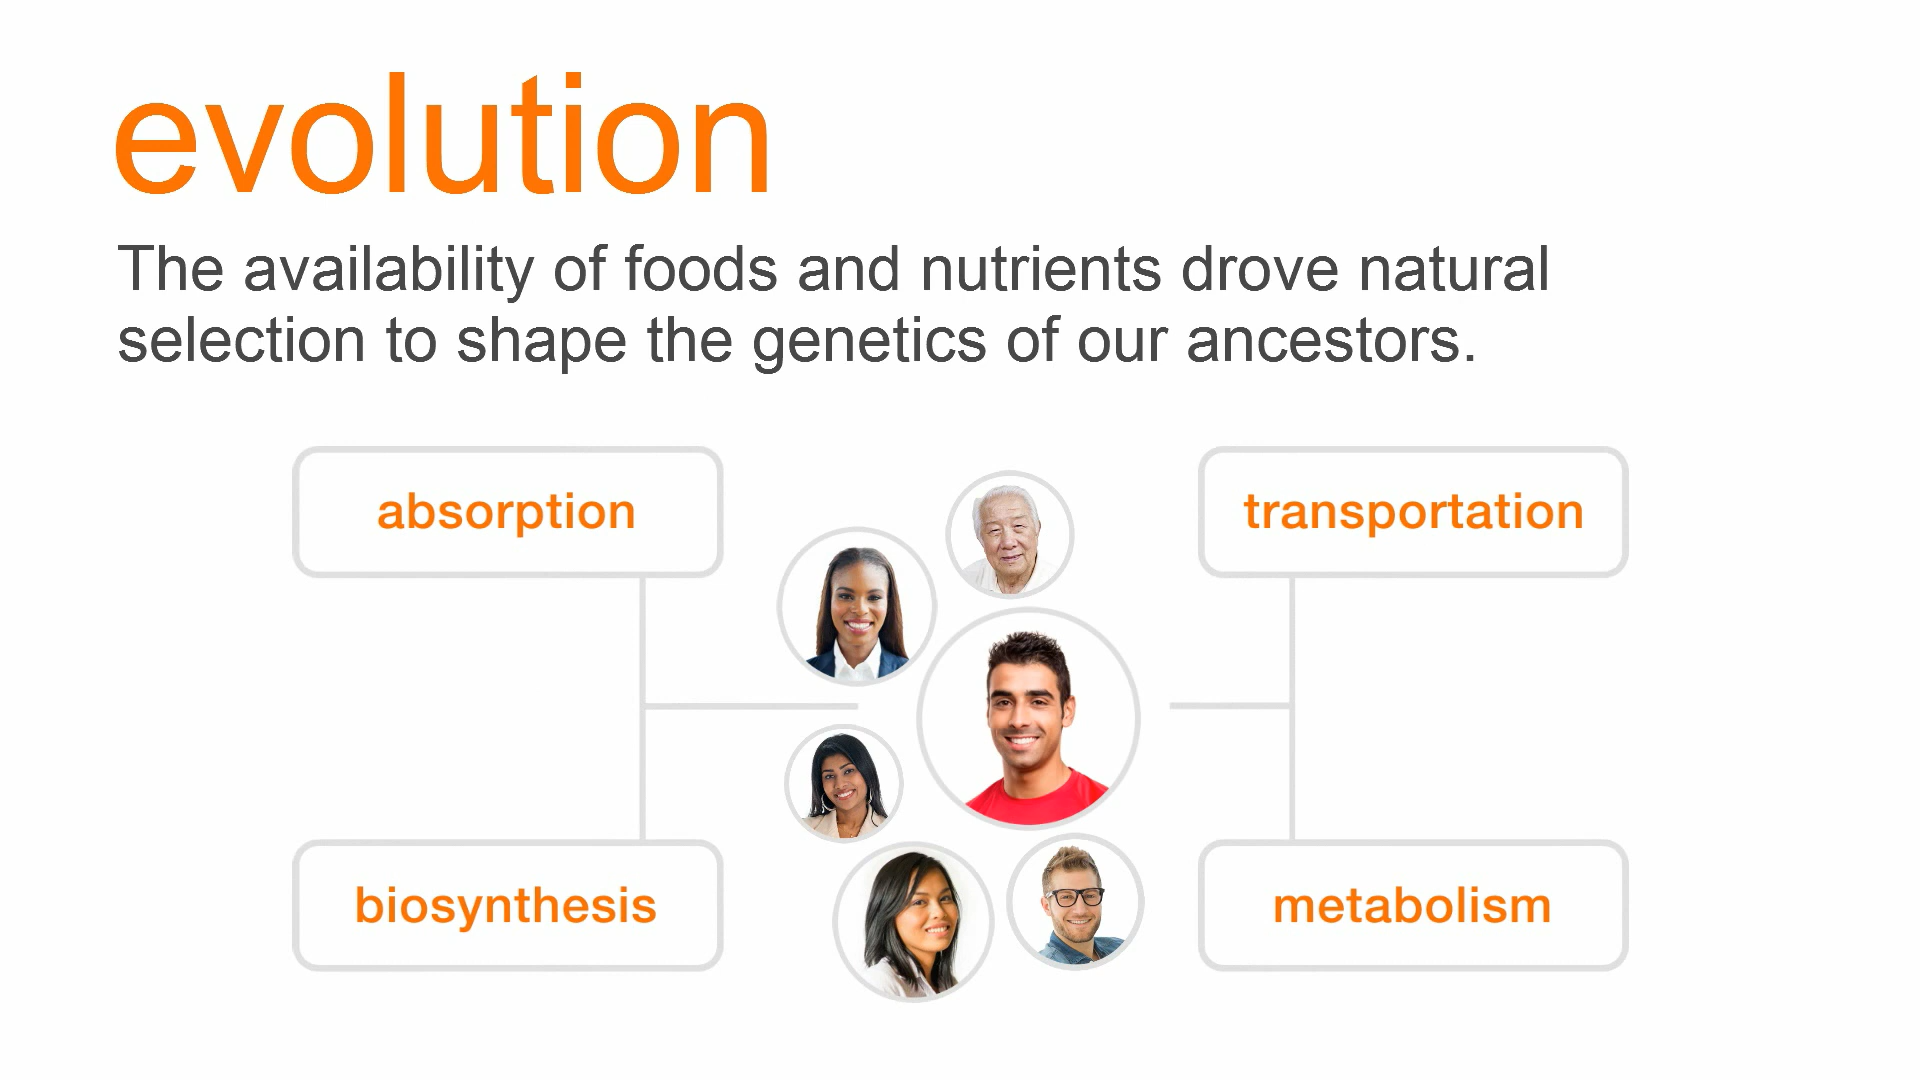 evolution
The availability of foods and nutrients drove natural
selection to shape the genetics of our ancestors.
absorption
transportation
biosynthesis
metabolism